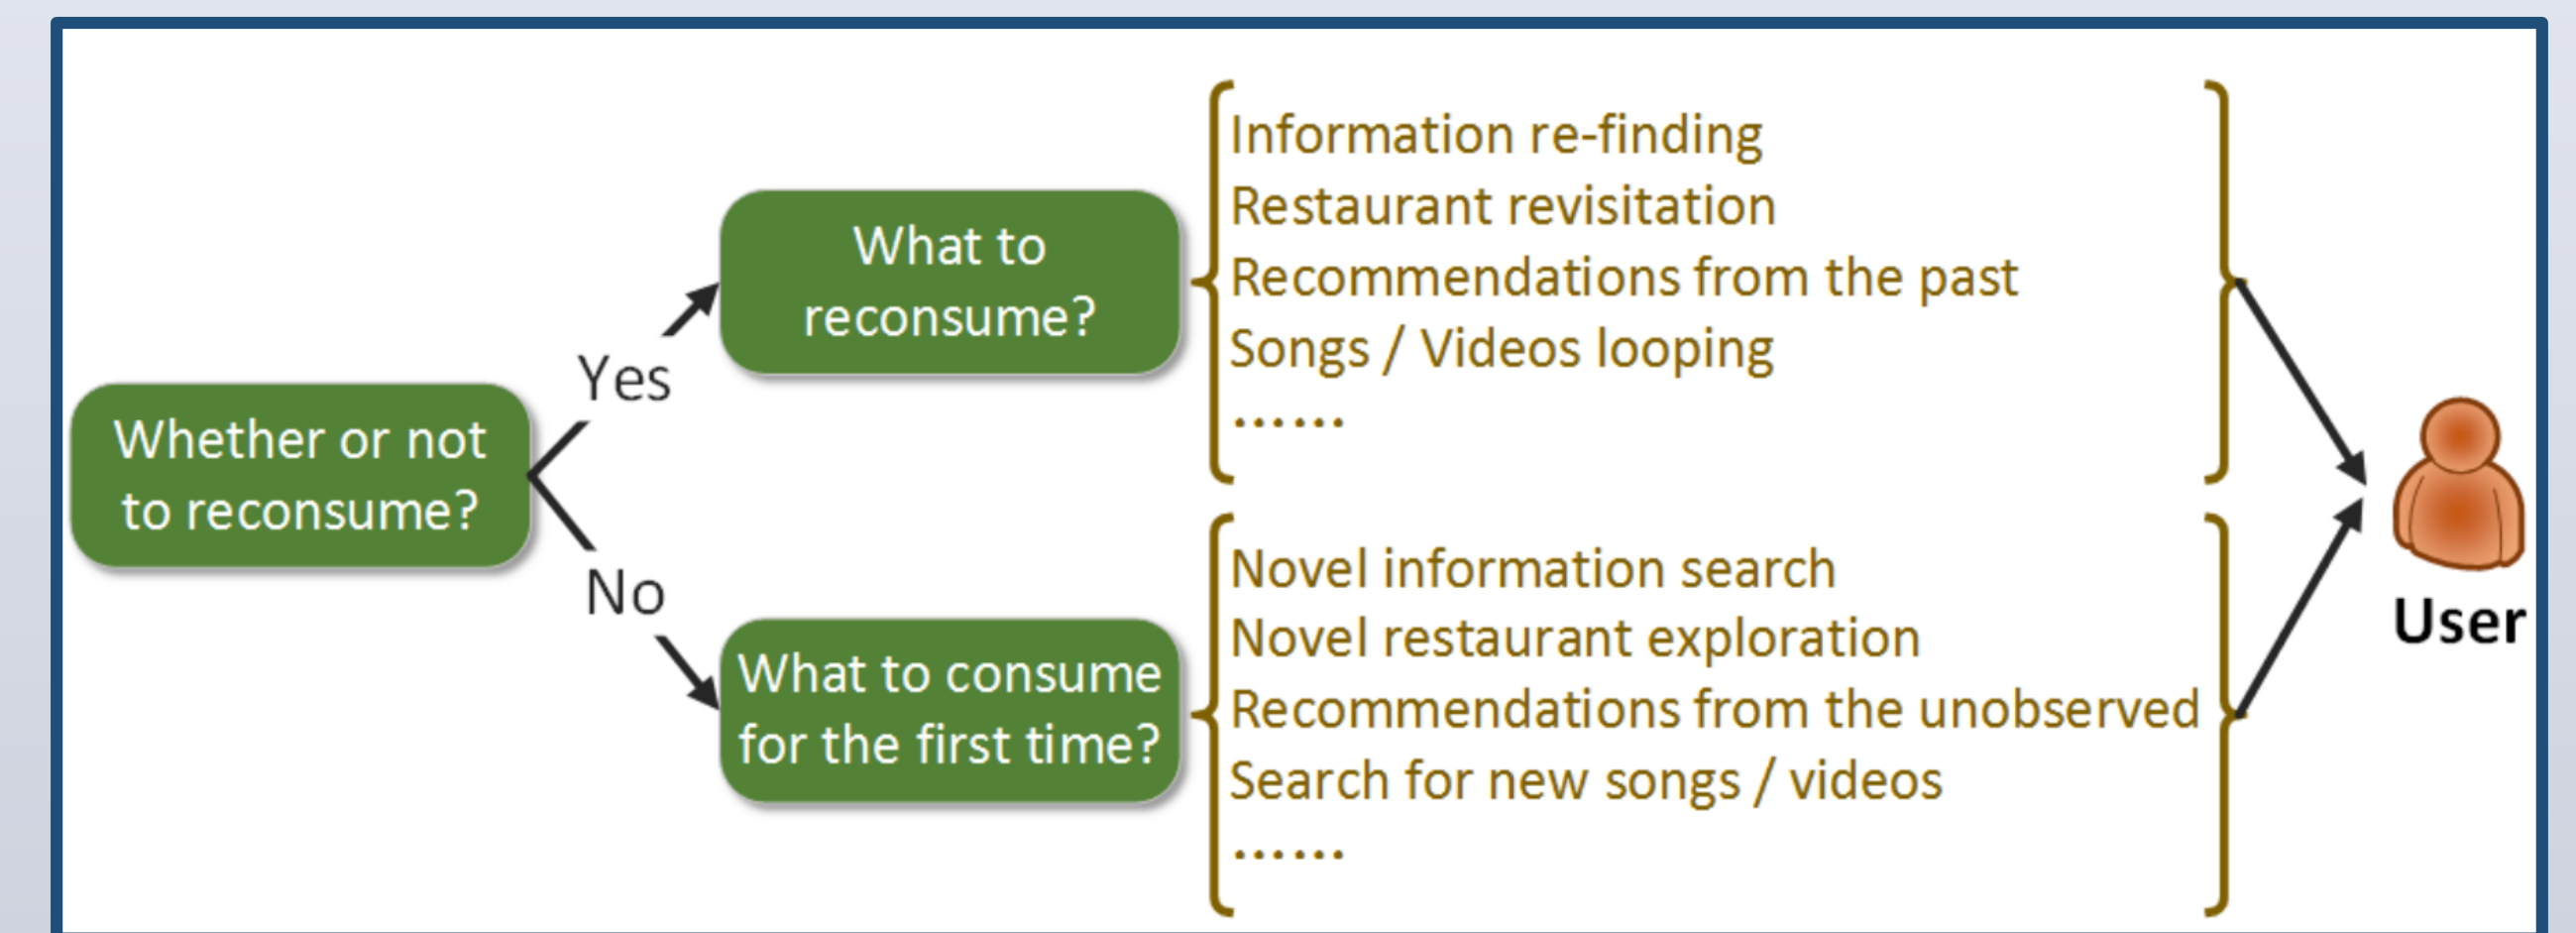 Whether or not
to reconsume?
Yes
No
What to
reconsume?
Information re-finding
Restaurant revisitation
Recommendations from the past
Songs / Videos looping
......
What to consume
for the first time?
Novel information search
Novel restaurant exploration
Recommendations from the unobserved
Search for new songs / videos
......
User